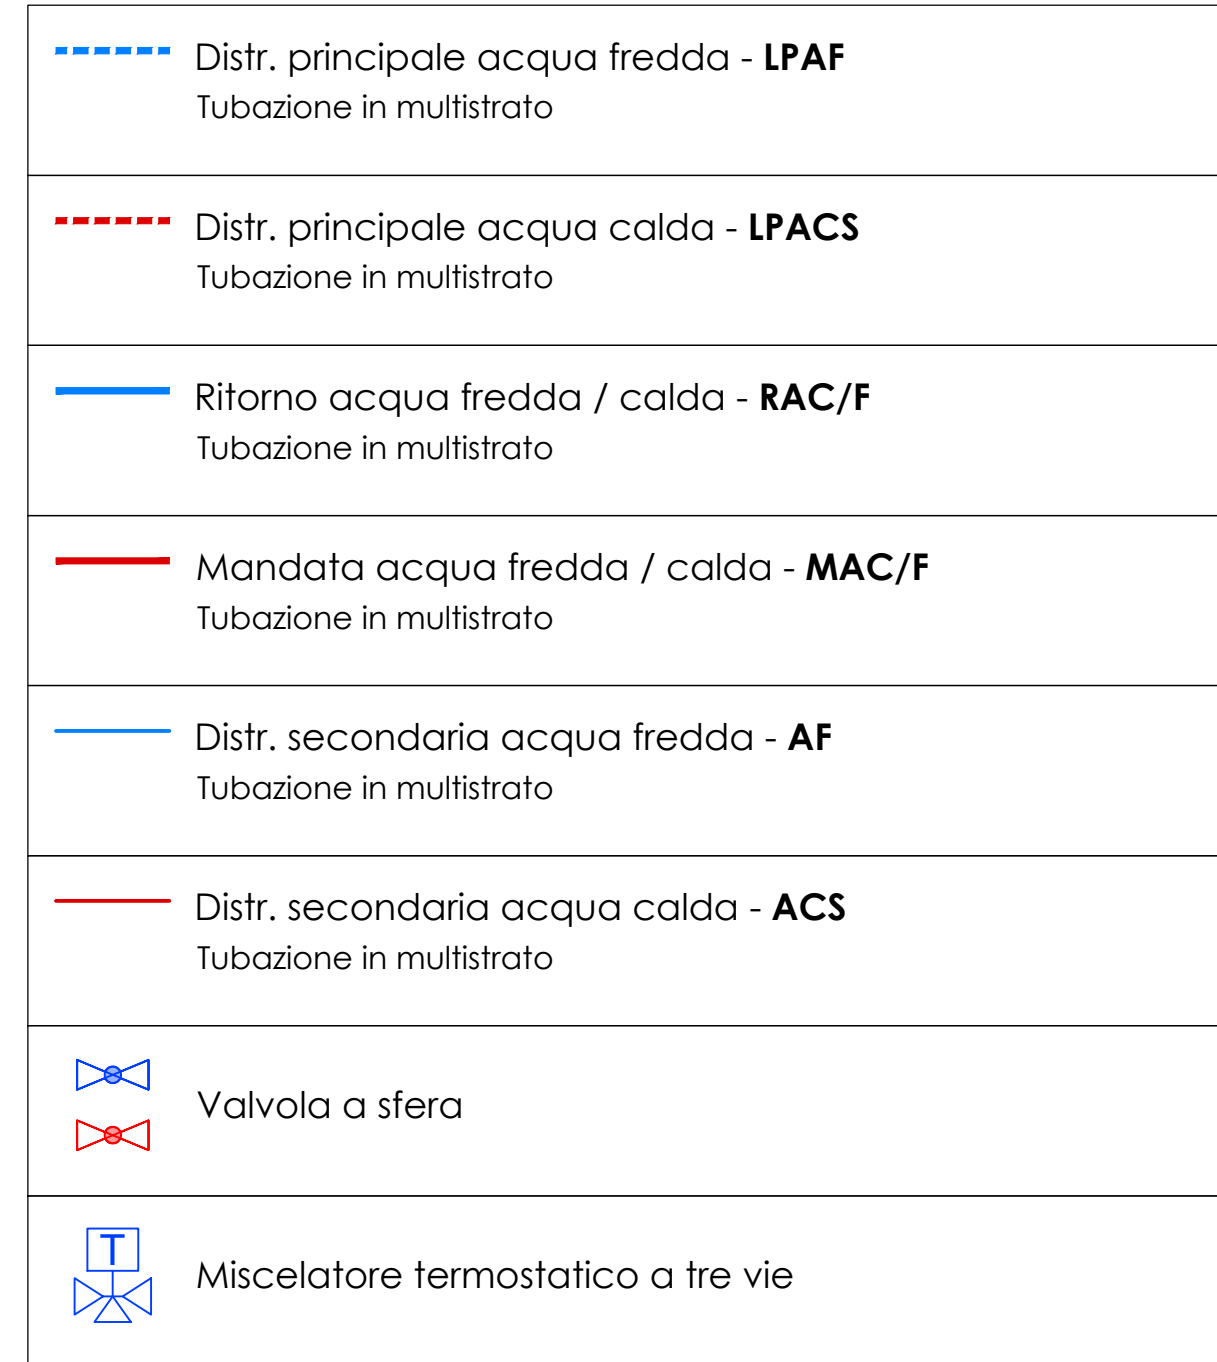 Distr. principale acqua fredda - LPAF
Tubazione in multistrato
Distr. principale acqua calda - LPACS
Tubazione in multistrato
Ritorno acqua fredda / calda - RAC/F
Tubazione in multistrato
Mandata acqua fredda / calda - MAC/F
Tubazione in multistrato
Distr. secondaria acqua fredda - AF
Tubazione in multistrato
Distr. secondaria acqua calda - ACS
Tubazione in multistrato
Valvola a sfera
T
Miscelatore termostatico a tre vie